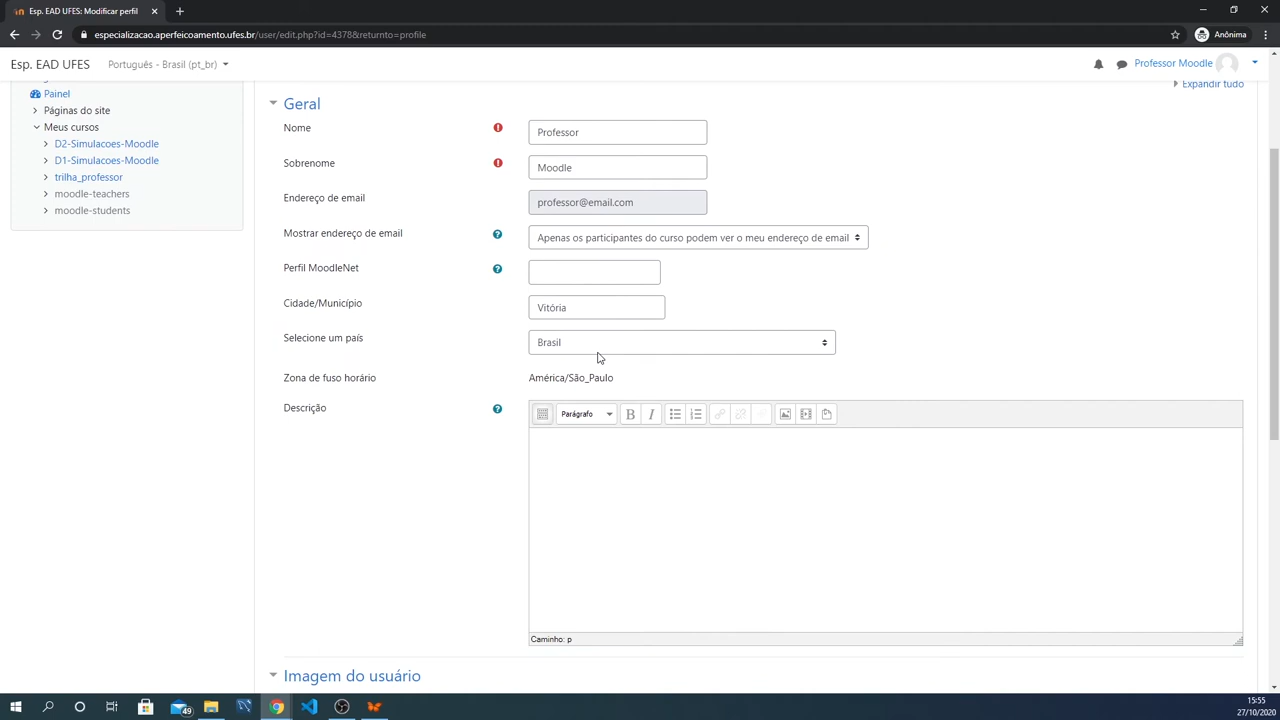 Esp. EAD UFES: Modificar perfil
especializacao.aperfeicoamento.ufes.br/user/edit.php?id=4378&returnto=profile
Anônima
Esp. EAD UFES
Português - Brasil (pt_br)
Professor Moodle
Painel
Páginas do site
Meus cursos
D2-Simulacoes-Moodle
D1-Simulacoes-Moodle
trilha_professor
moodle-teachers
moodle-students
Expandir tudo
Geral
Nome
Professor
Sobrenome
Moodle
Endereço de email
professor@email.com
Mostrar endereço de email
Apenas os participantes do curso podem ver o meu endereço de email
Perfil MoodleNet
Cidade/Município
Vitória
Selecione um país
Brasil
Zona de fuso horário
América/São_Paulo
Descrição
Parágrafo
B I
Caminho: p
Imagem do usuário
49
15:55
27/10/2020